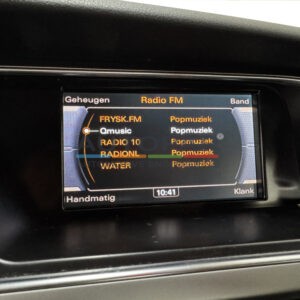 Geheugen Radio FM Band
FRYSK.FM Popmuziek
Qmusic Popmuziek
RADIO 10 Popmuziek
RADIONL Popmuziek
WATER Popmuziek
10:41
Handmatig Klank